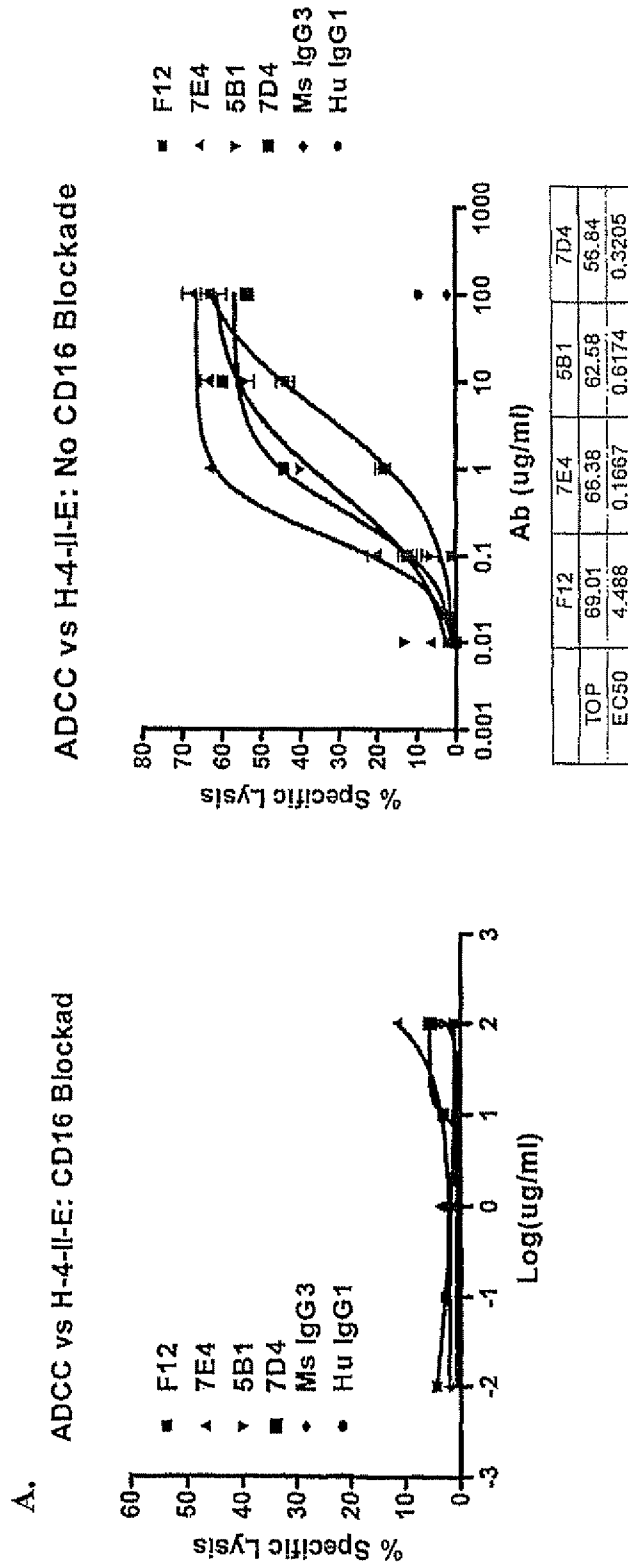 A.
ADCC vs H-4-II-E: CD16 Blockad
F12
7E4
5B1
7D4
Ms IgG3
Hu IgG1
% Specific Lysis
60
50
40
30
20
10
0
-3 -2 -1 0 1 2 3
Log(ug/ml)
ADCC vs H-4-II-E: No CD16 Blockade
F12
7E4
5B1
7D4
Ms IgG3
Hu IgG1
% Specific Lysis
80
70
60
50
40
30
20
10
0
0.001 0.01 0.1 1 10 100 1000
Ab (ug/ml)
F12 7E4 5B1 7D4
TOP 69.01 66.38 62.58 56.84
EC50 4.488 0.1667 0.6174 0.3205